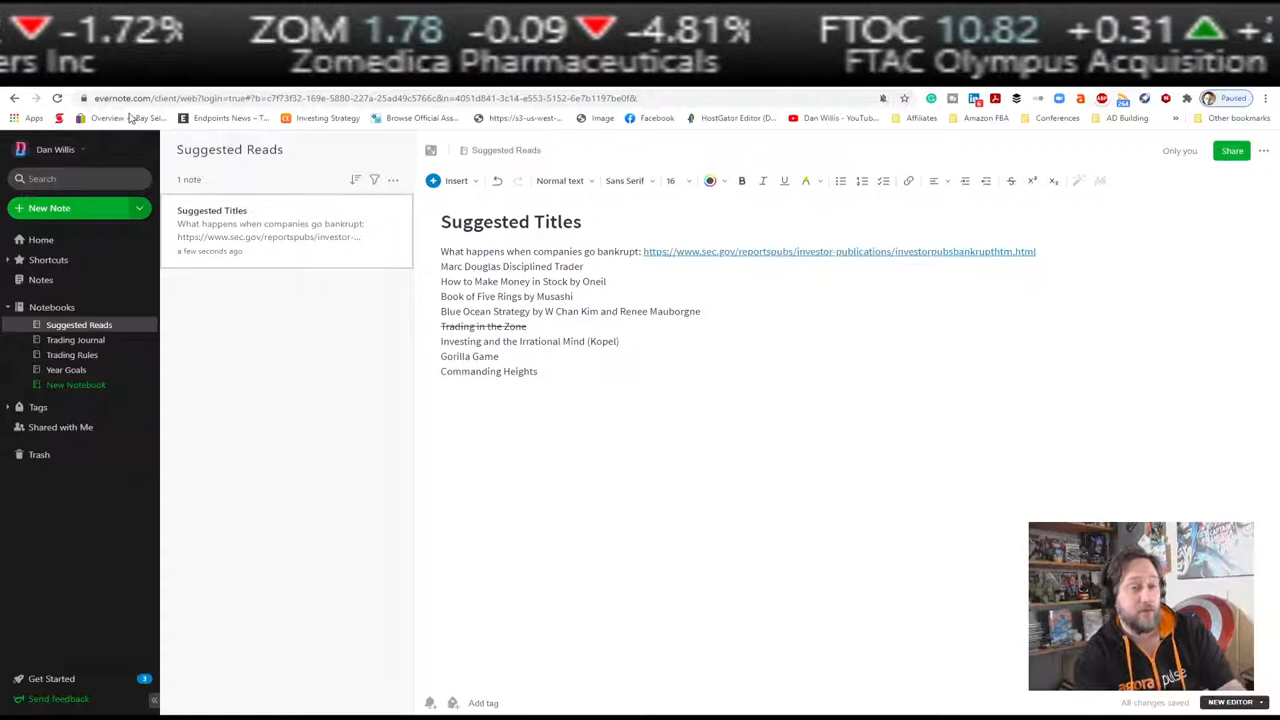 -1.72% ZOM 1.78 -0.09 -4.81% FTOC 10.82 +0.31
ers Inc Zomedica Pharmaceuticals FTAC Olympus Acquisition
evernote.com/client/web?login=true#?b=c7f73f32-169e-5880-227a-25ad49c5766c&n=4051d841-3c14-e553-5152-6e7b1197be0f& Paused
Apps Overview Bay Sel... Endpoints News – T... Investing Strategy Browse Official Ass... https://s3-us-west-... Image Facebook HostGator Editor (D... Dan Willis - YouTub... Affiliates Amazon FBA Conferences AD Building » Other bookmarks
Dan Willis
Search
+ New Note
Home
Shortcuts
Notes
Notebooks
Suggested Reads
Trading Journal
Trading Rules
Year Goals
New Notebook
Tags
Shared with Me
Trash
Get Started 3
Send feedback
Suggested Reads
1 note
Suggested Titles
What happens when companies go bankrupt:
https://www.sec.gov/reportspubs/investor-...
a few seconds ago
Suggested Reads Only you Share
Insert Normal text Sans Serif 16
Suggested Titles
What happens when companies go bankrupt: https://www.sec.gov/reportspubs/investor-publications/investorpubsbankrupthtm.html
Marc Douglas Disciplined Trader
How to Make Money in Stock by Oneil
Book of Five Rings by Musashi
Blue Ocean Strategy by W Chan Kim and Renee Mauborgne
Trading in the Zone
Investing and the Irrational Mind (Kopel)
Gorilla Game
Commanding Heights
agora pulse
Add tag All changes saved NEW EDITOR